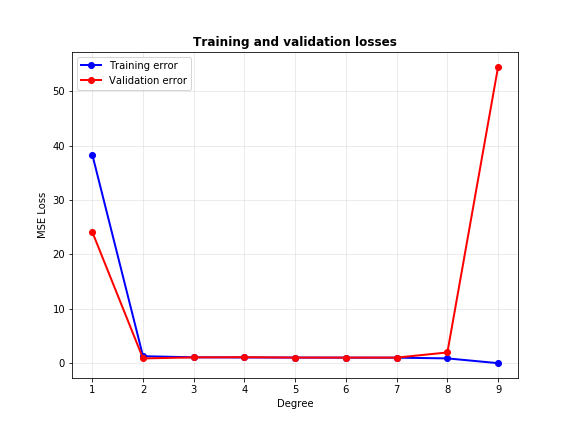 Training and validation losses
Training error
Validation error
50
40
30
20
10
0
MSE Loss
1 2 3 4 5 6 7 8 9
Degree